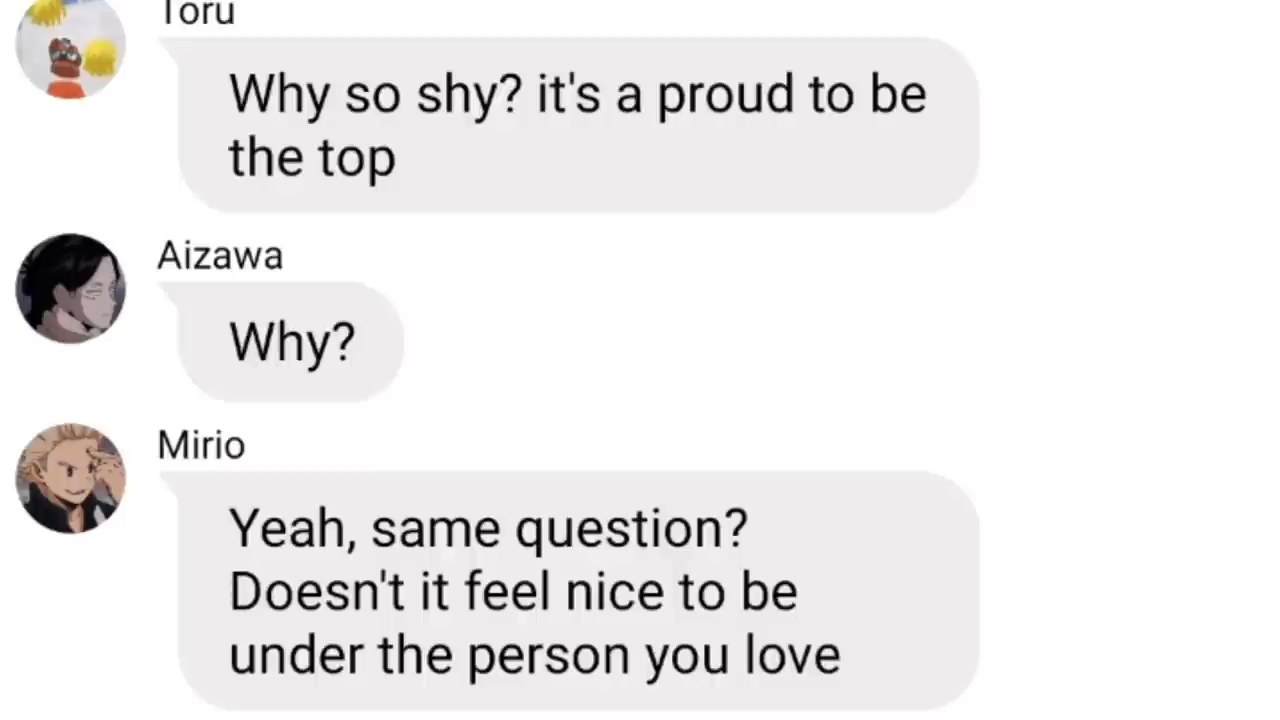 Toru
Why so shy? it's a proud to be
the top
Aizawa
Why?
Mirio
Yeah, same question?
Doesn't it feel nice to be
under the person you love